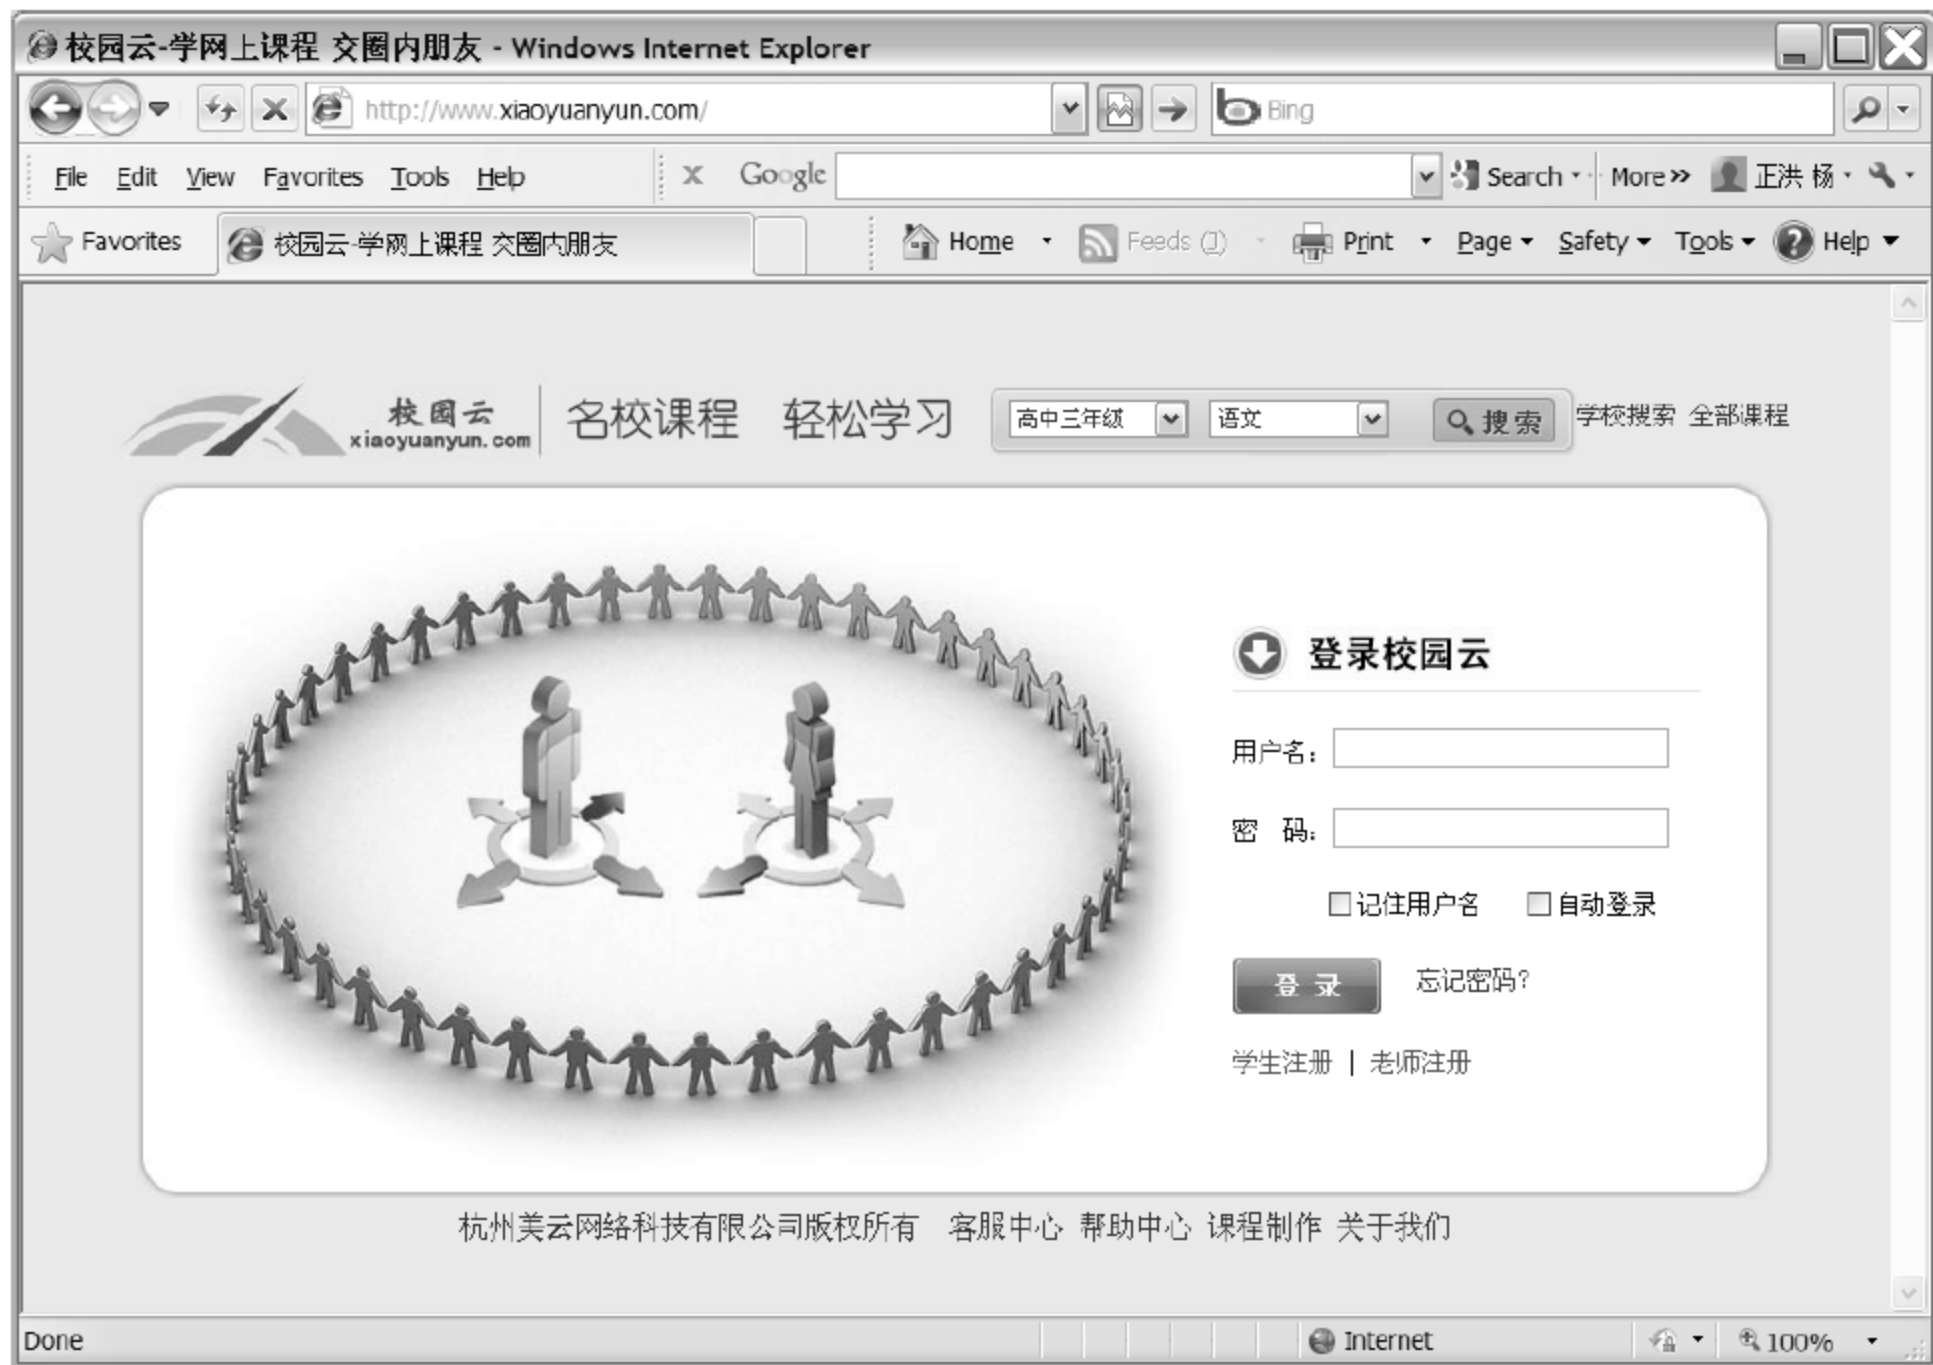 校园云-学网上课程 交圈内朋友 - Windows Internet Explorer
http://www.xiaoyuanyun.com/ Bing
File Edit View Favorites Tools Help x Google Search More» 正洪 杨
Favorites 校园云-学网上课程 交圈内朋友 Home Feeds (J) Print Page Safety Tools Help
校园云 xiaoyuanyun.com 名校课程 轻松学习 高中三年级 语文 搜索 学校搜索 全部课程
登录校园云
用户名:
密 码:
记住用户名 自动登录
登 录 忘记密码?
学生注册 | 老师注册
杭州美云网络科技有限公司版权所有 客服中心 帮助中心 课程制作 关于我们
Done Internet 100%